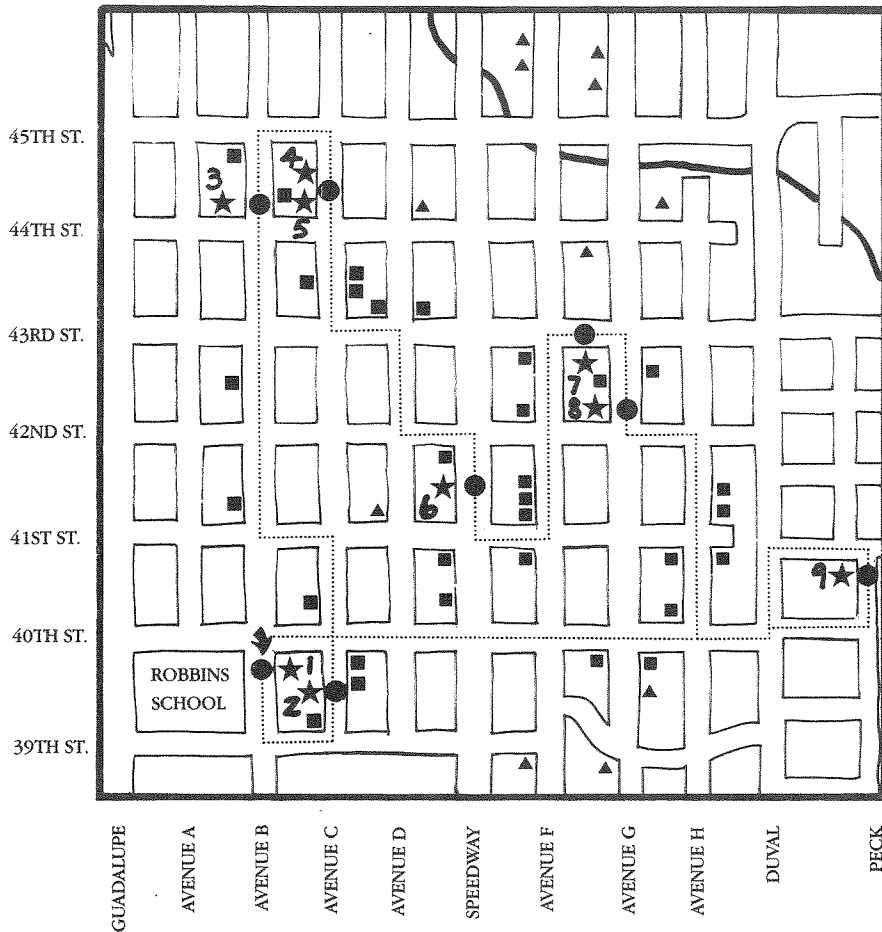 45TH ST.
4
3
44TH ST.
5
43RD ST.
7
8
42ND ST.
6
41ST ST.
9
40TH ST.
1
ROBBINS
SCHOOL
2
39TH ST.
GUADALUPE
AVENUE A
AVENUE B
AVENUE C
AVENUE D
SPEEDWAY
AVENUE F
AVENUE G
AVENUE H
DUVAL
PECK